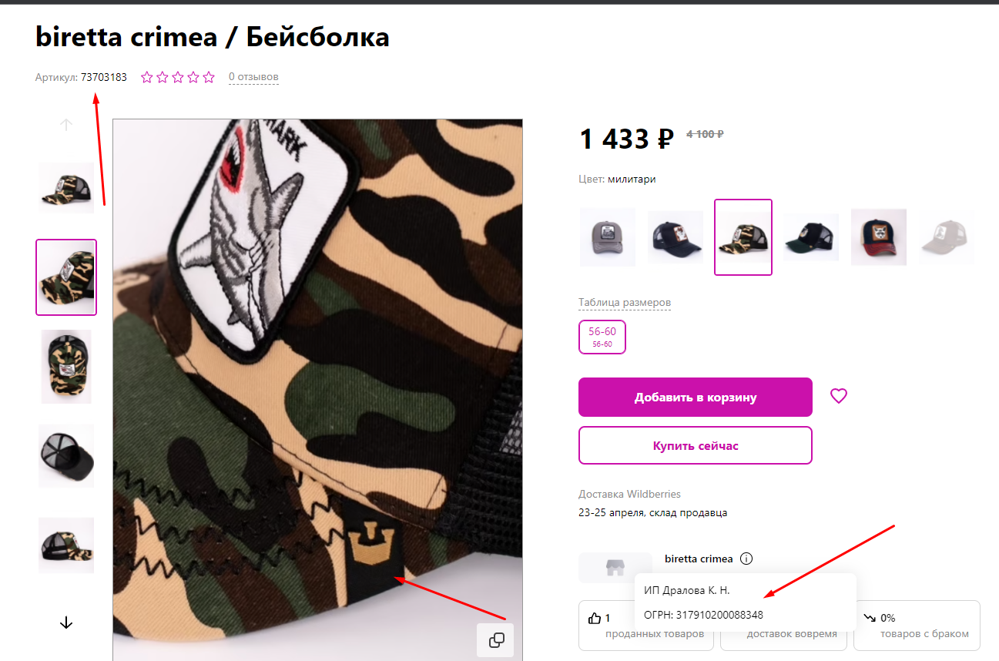 biretta crimea / Бейсболка
Артикул: 73703183
0 отзывов
1 433 ₽ 4 100 ₽
Цвет: милитари
Таблица размеров
56-60
56-60
Добавить в корзину
Купить сейчас
Доставка Wildberries
23-25 апреля, склад продавца
biretta crimea
ИП Дралова К. Н.
ОГРН: 317910200088348
1
проданных товаров
доставок вовремя
0%
товаров с браком